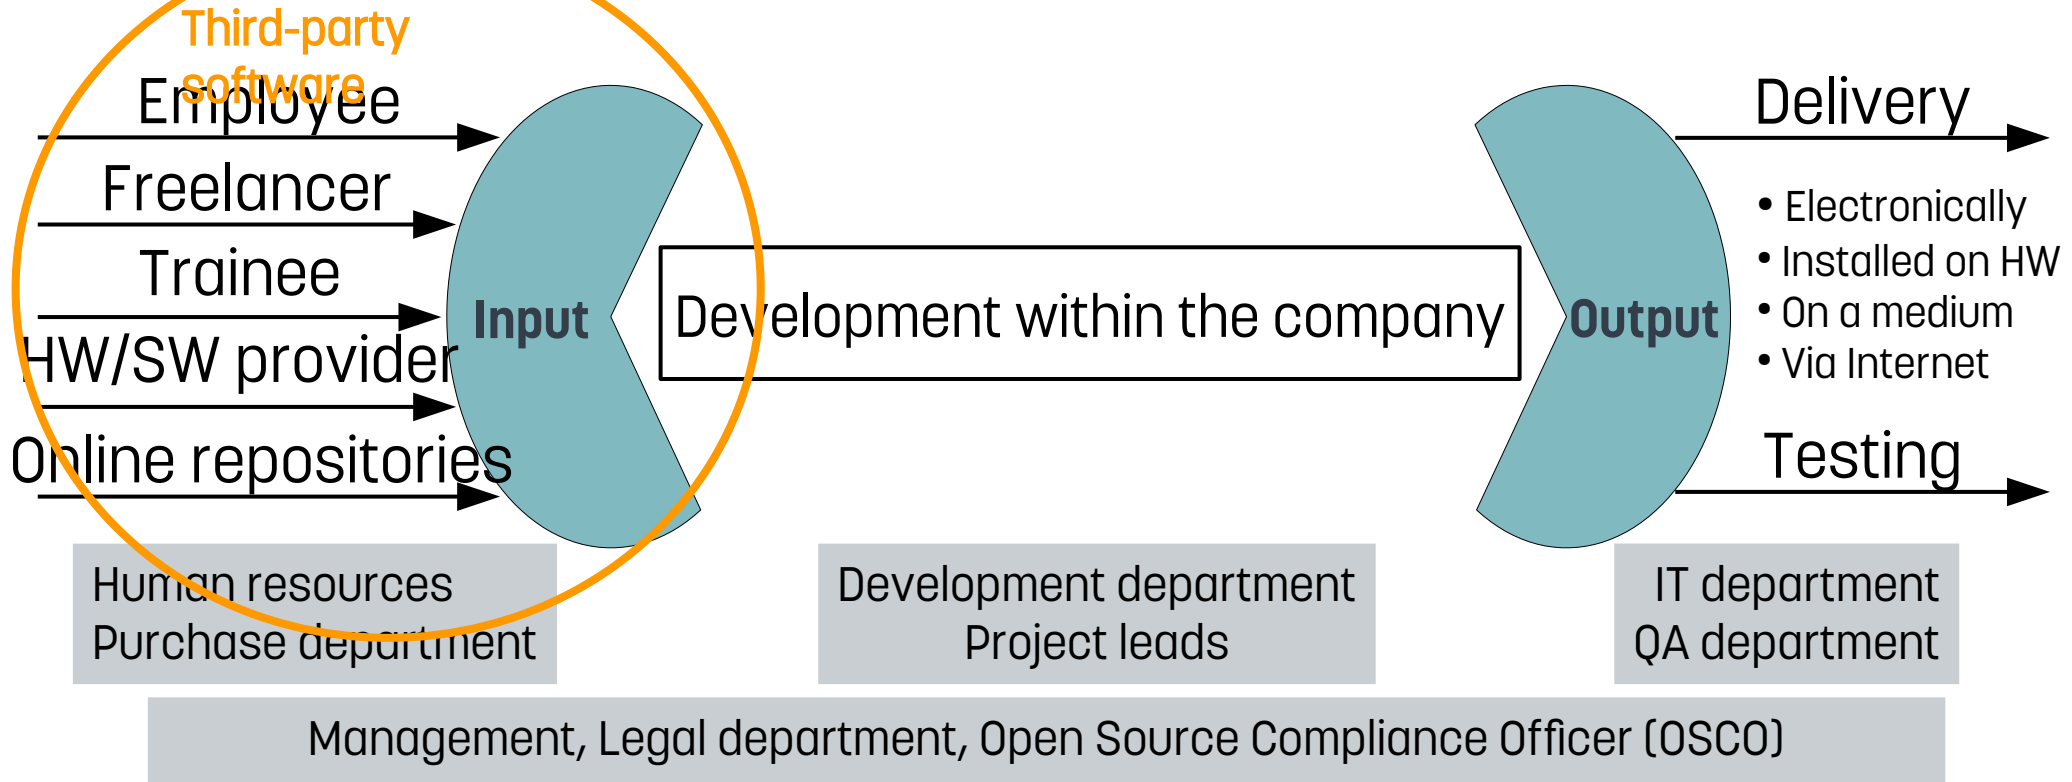 Third-party
software
Employee
Freelancer
Trainee
HW/SW provider
Online repositories
Input
Development within the company
Output
Delivery
• Electronically
• Installed on HW
• On a medium
• Via Internet
Testing
Human resources
Purchase department
Development department
Project leads
IT department
QA department
Management, Legal department, Open Source Compliance Officer (OSCO)